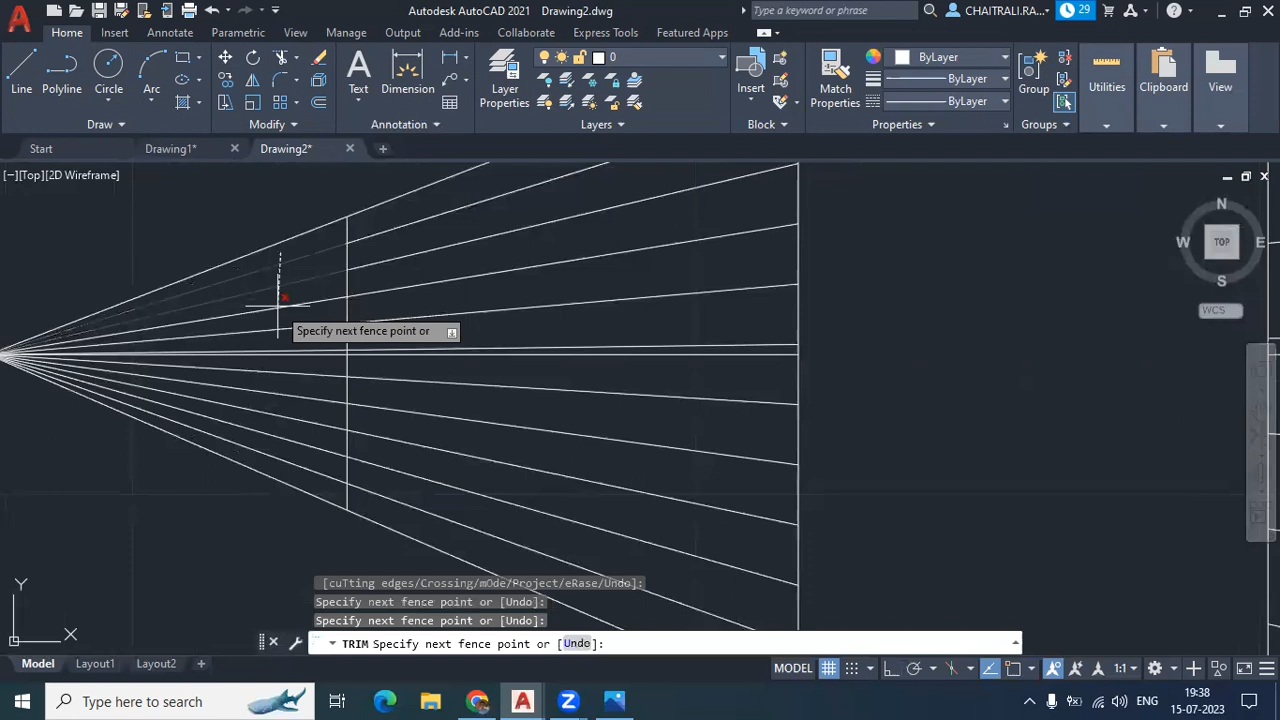 Autodesk AutoCAD 2021 Drawing2.dwg
Type a keyword or phrase
CHAITRALI.RA...
29
Home Insert Annotate Parametric View Manage Output Add-ins Collaborate Express Tools Featured Apps
0
ByLayer
ByLayer
ByLayer
Line Polyline Circle Arc
Text Dimension
Layer Properties
Insert
Match Properties
Group
Utilities
Clipboard
View
Draw Modify Annotation Layers Block Properties Groups
Start Drawing1* Drawing2*
[−][Top][2D Wireframe]
N
W TOP E
S
WCS
Specify next fence point or
[cuTting edges/Crossing/mOde/Project/eRase/Undo]:
Specify next fence point or [Undo]:
Specify next fence point or [Undo]:
TRIM Specify next fence point or [Undo]:
Y
X
Model Layout1 Layout2 +
MODEL
1:1
Type here to search
ENG
19:38
15-07-2023